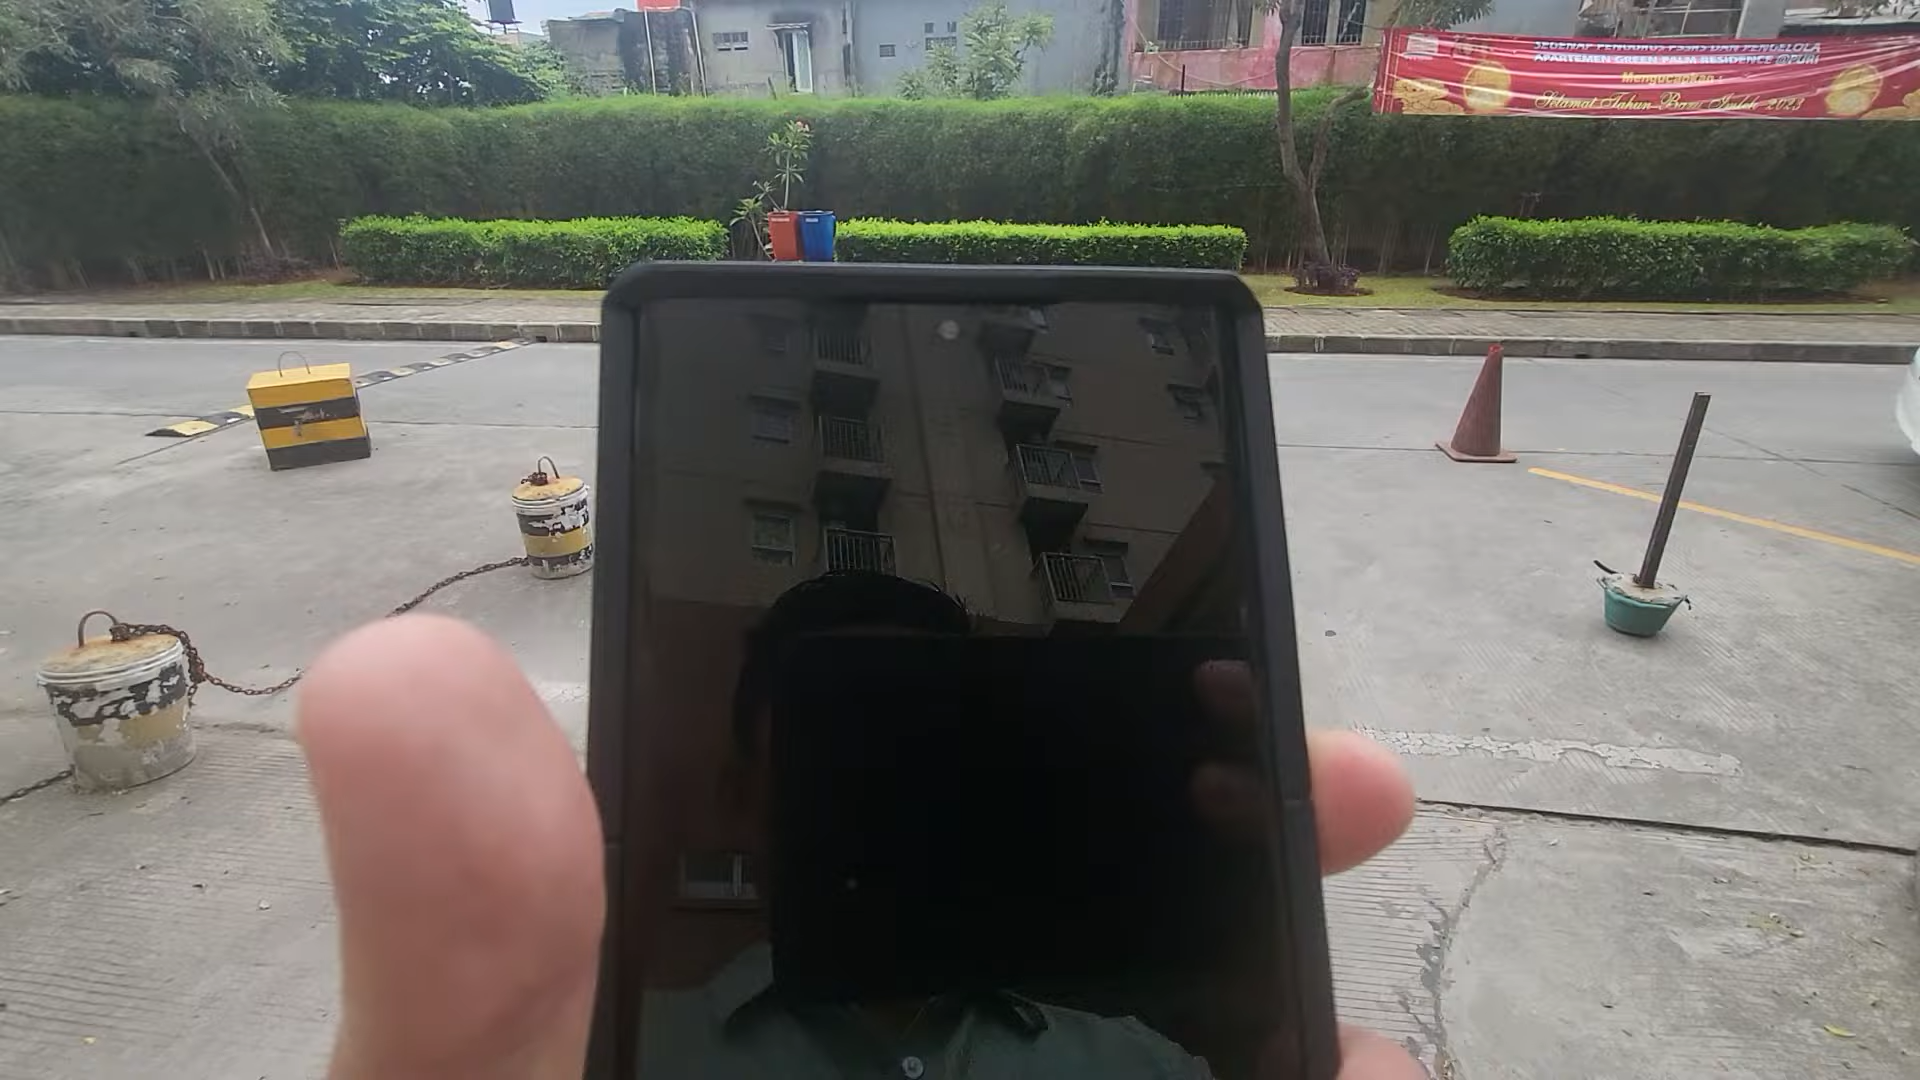 SEGENAP PENGURUS P3SRS DAN PENGELOLA
APARTEMEN GREEN PALM RESIDENCE @PURI
Mengucapkan :
Selamat Tahun Baru Imlek 2023